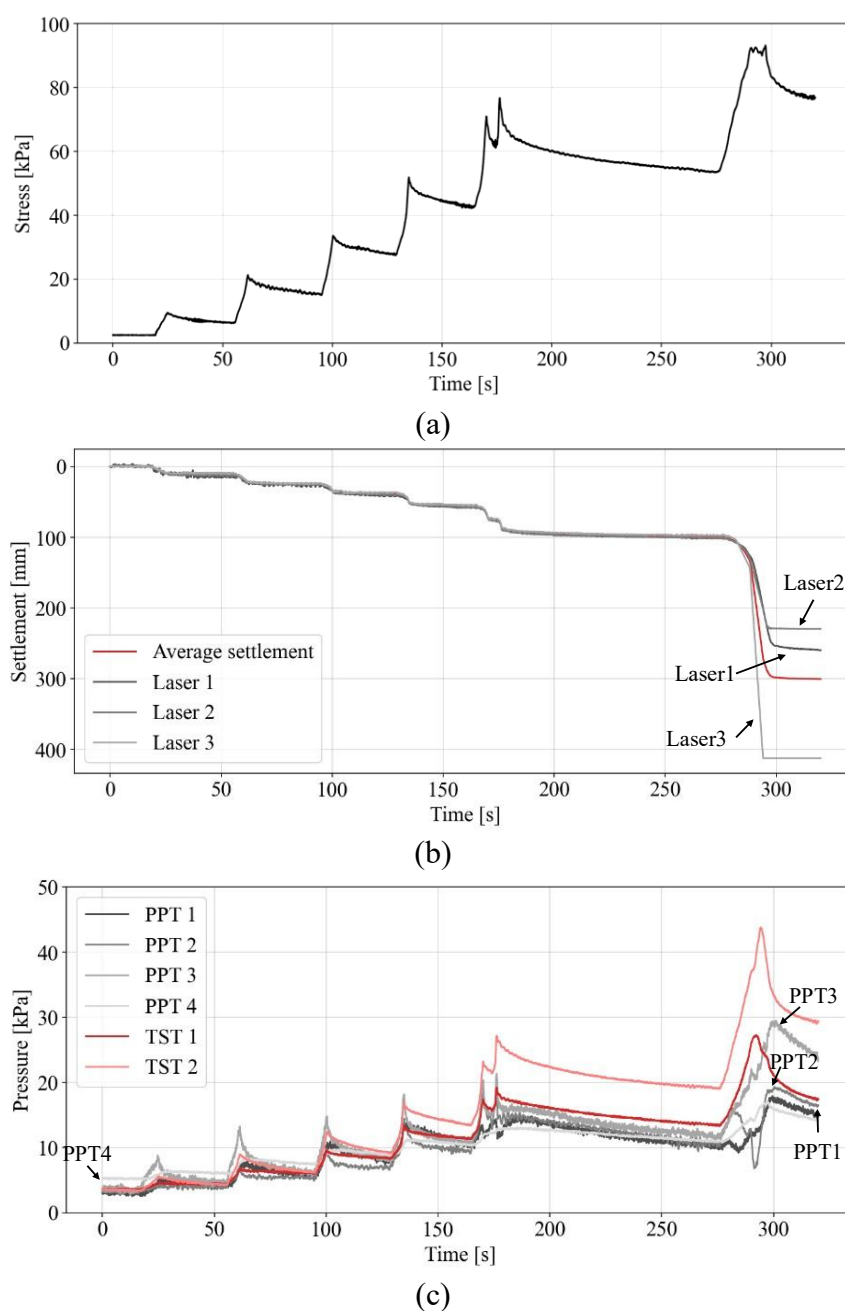 100
80
60
40
20
0
Stress [kPa]
0 50 100 150 200 250 300
Time [s]
(a)
0
100
200
300
400
Settlement [mm]
Average settlement
Laser 1
Laser 2
Laser 3
Laser2
Laser1
Laser3
0 50 100 150 200 250 300
Time [s]
(b)
50
40
30
20
10
0
Pressure [kPa]
PPT 1
PPT 2
PPT 3
PPT 4
TST 1
TST 2
PPT4
PPT3
PPT2
PPT1
0 50 100 150 200 250 300
Time [s]
(c)